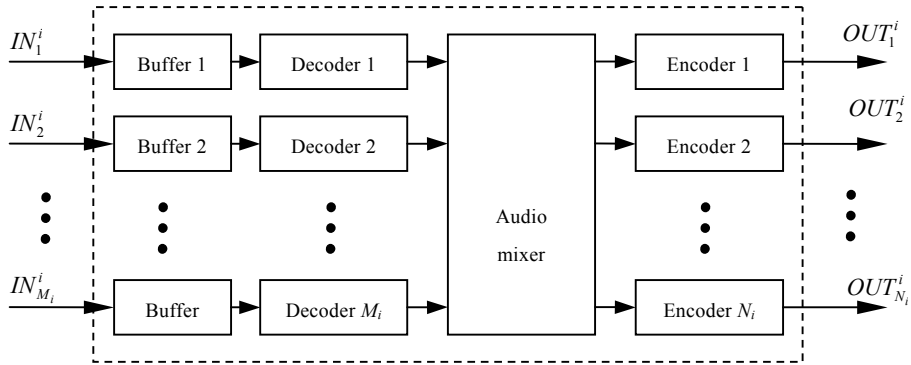 IN_1^i
Buffer 1
Decoder 1
Encoder 1
OUT_1^i
IN_2^i
Buffer 2
Decoder 2
Encoder 2
OUT_2^i
Audio
mixer
IN_{M_i}^i
Buffer
Decoder M_i
Encoder N_i
OUT_{N_i}^i